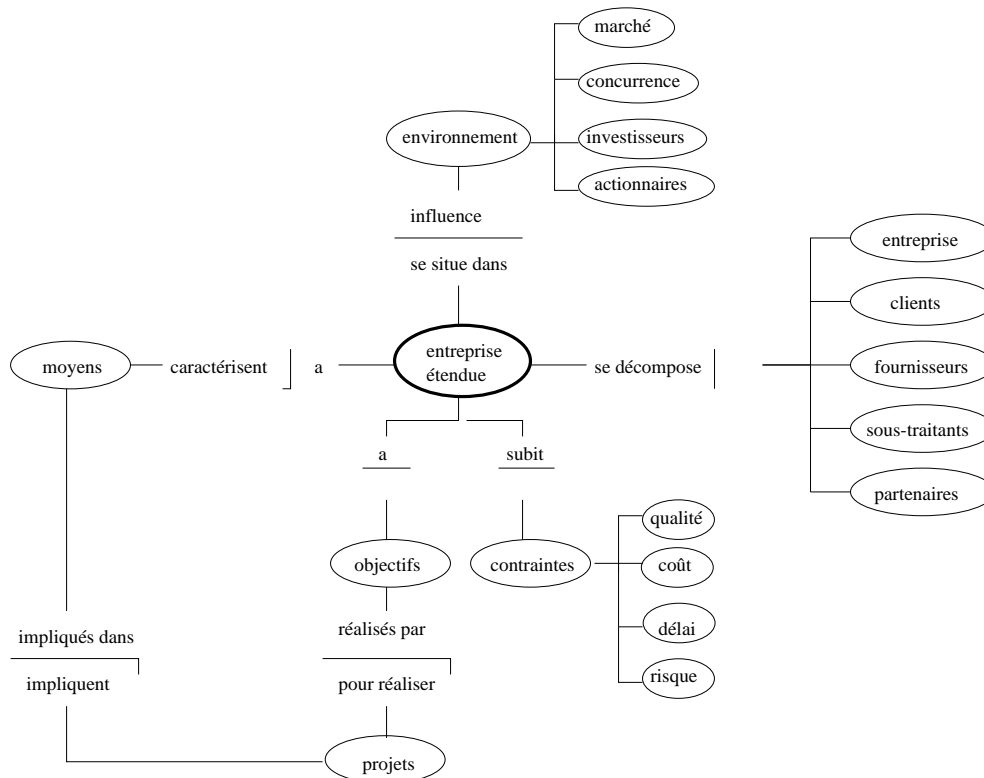 marché
concurrence
environnement
investisseurs
actionnaires
influence
se situe dans
entreprise
clients
moyens
caractérisent
a
entreprise
étendue
se décompose
fournisseurs
sous-traitants
a
subit
partenaires
qualité
objectifs
contraintes
coût
impliqués dans
réalisés par
délai
impliquent
pour réaliser
risque
projets